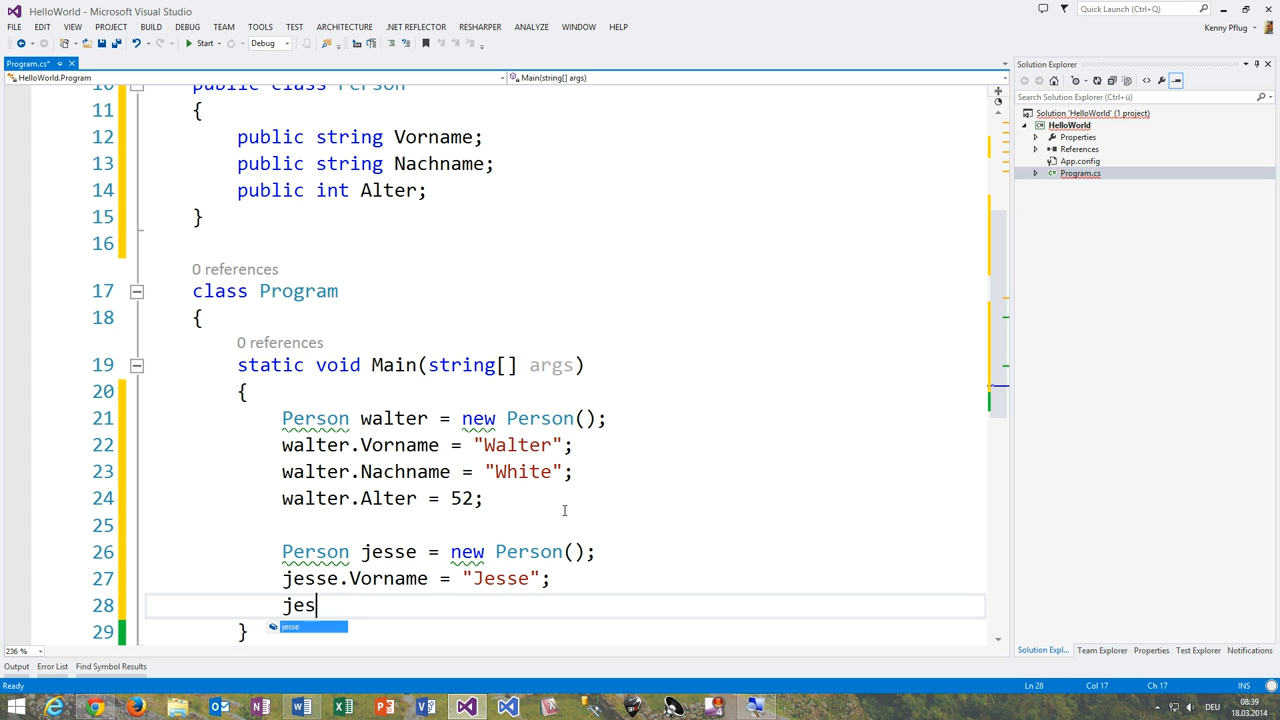 HelloWorld - Microsoft Visual Studio
Quick Launch (Ctrl+Q)
FILE EDIT VIEW PROJECT BUILD DEBUG TEAM TOOLS TEST ARCHITECTURE .NET REFLECTOR RESHARPER ANALYZE WINDOW HELP
Kenny Pflug
Start Debug
Program.cs*
HelloWorld.Program
Main(string[] args)
10 public class Person
11 {
12 public string Vorname;
13 public string Nachname;
14 public int Alter;
15 }
16
0 references
17 class Program
18 {
0 references
19 static void Main(string[] args)
20 {
21 Person walter = new Person();
22 walter.Vorname = "Walter";
23 walter.Nachname = "White";
24 walter.Alter = 52;
25
26 Person jesse = new Person();
27 jesse.Vorname = "Jesse";
28 jes
jesse
29 }
236 %
Solution Explorer
Search Solution Explorer (Ctrl+ü)
Solution 'HelloWorld' (1 project)
HelloWorld
Properties
References
App.config
Program.cs
Solution Expl... Team Explorer Properties Test Explorer Notifications
Output Error List Find Symbol Results
Ready
Ln 28 Col 17 Ch 17 INS
DEU
08:39
18.03.2014